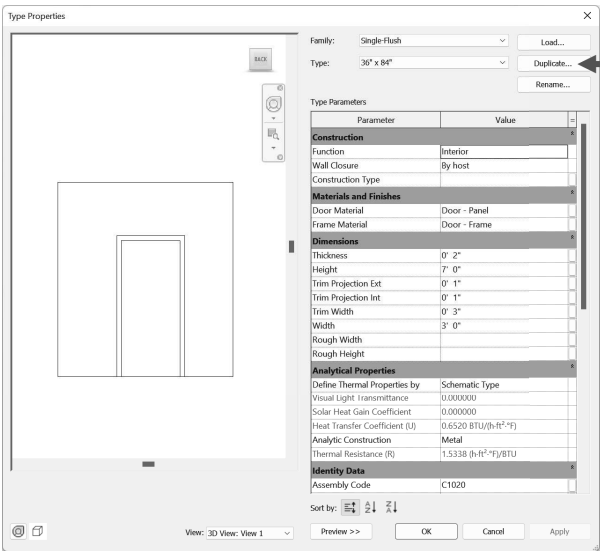 Type Properties
BACK
Family: Single-Flush Load...
Type: 36" x 84" Duplicate...
Rename...
Type Parameters
Parameter Value =
Construction
Function Interior
Wall Closure By host
Construction Type
Materials and Finishes
Door Material Door - Panel
Frame Material Door - Frame
Dimensions
Thickness 0' 2"
Height 7' 0"
Trim Projection Ext 0' 1"
Trim Projection Int 0' 1"
Trim Width 0' 3"
Width 3' 0"
Rough Width
Rough Height
Analytical Properties
Define Thermal Properties by Schematic Type
Visual Light Transmittance 0.000000
Solar Heat Gain Coefficient 0.000000
Heat Transfer Coefficient (U) 0.6520 BTU/(h·ft²·°F)
Analytic Construction Metal
Thermal Resistance (R) 1.5338 (h·ft²·°F)/BTU
Identity Data
Assembly Code C1020
Sort by:
View: 3D View: View 1 Preview >> OK Cancel Apply